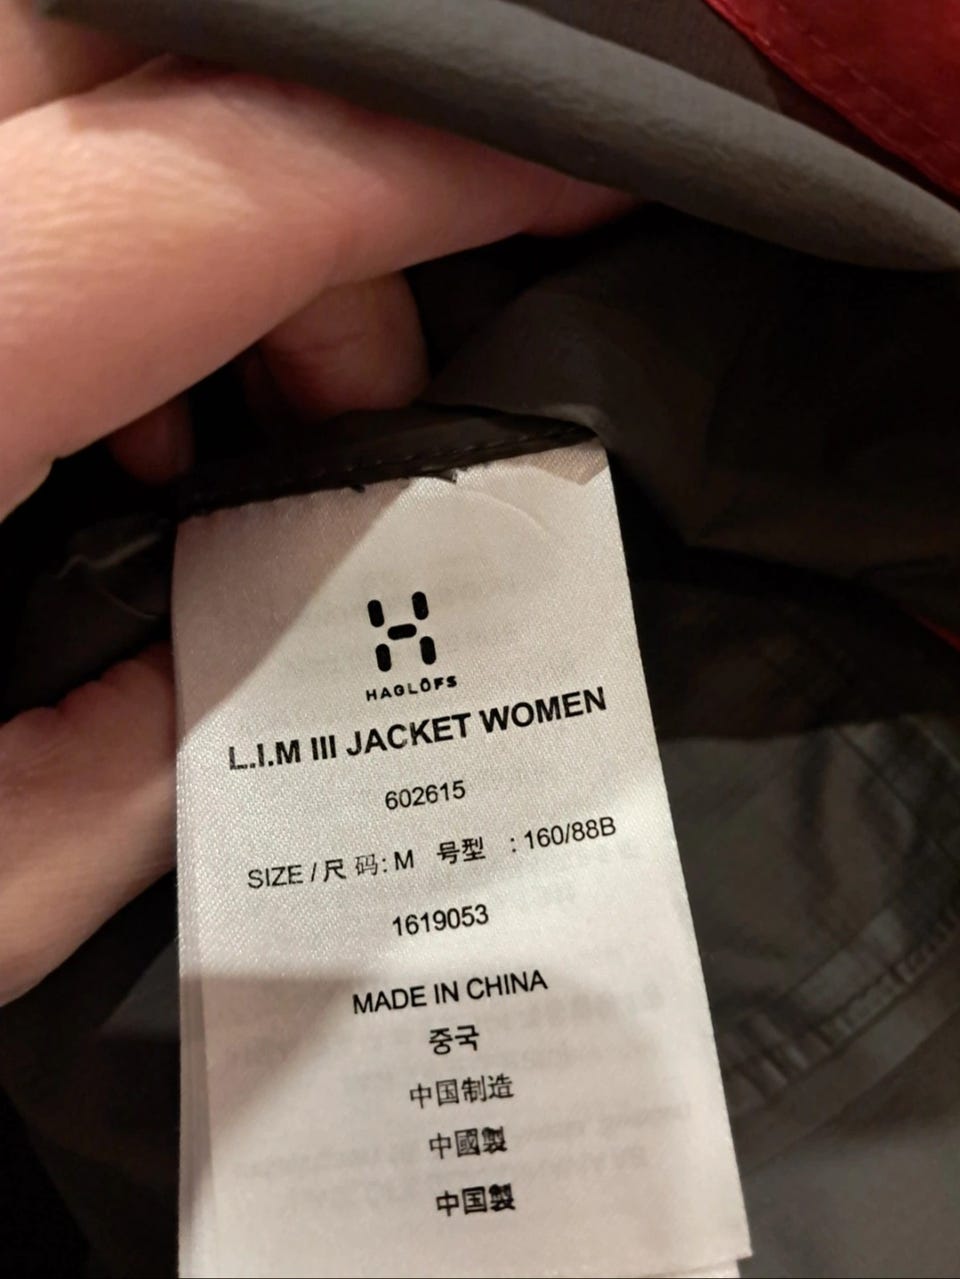 HAGLÖFS
L.I.M III JACKET WOMEN
602615
SIZE / 尺 码: M 号型 : 160/88B
1619053
MADE IN CHINA
중국
中国制造
中國製
中国製